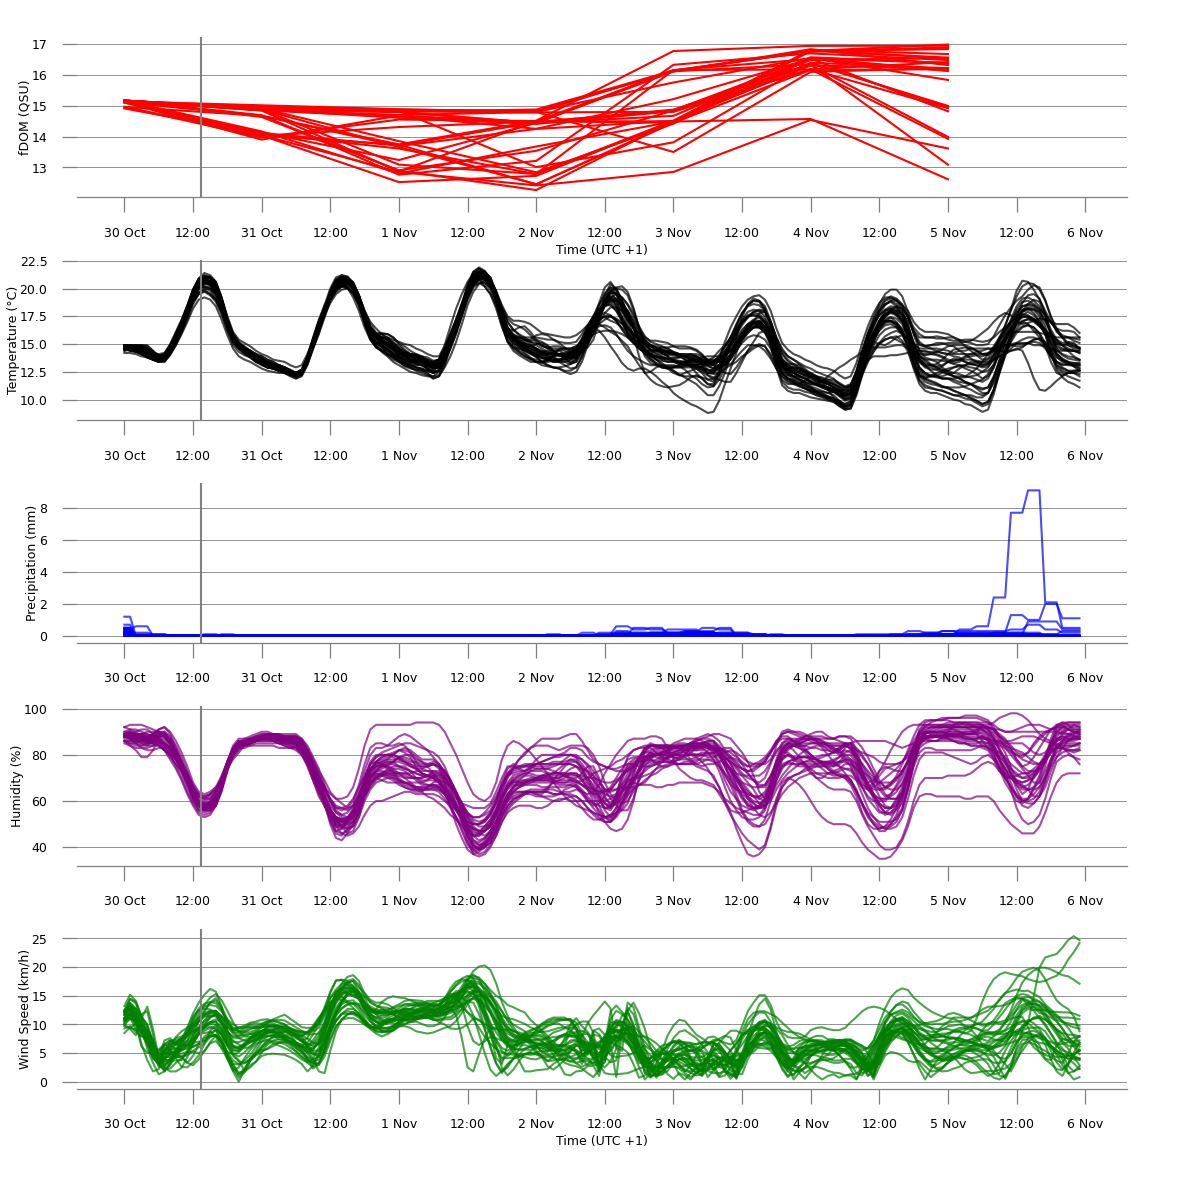 17
16
15
14
13
fDOM (QSU)
30 Oct 12:00 31 Oct 12:00 1 Nov 12:00 2 Nov 12:00 3 Nov 12:00 4 Nov 12:00 5 Nov 12:00 6 Nov
Time (UTC +1)
22.5
20.0
17.5
15.0
12.5
10.0
Temperature (°C)
30 Oct 12:00 31 Oct 12:00 1 Nov 12:00 2 Nov 12:00 3 Nov 12:00 4 Nov 12:00 5 Nov 12:00 6 Nov
8
6
4
2
0
Precipitation (mm)
30 Oct 12:00 31 Oct 12:00 1 Nov 12:00 2 Nov 12:00 3 Nov 12:00 4 Nov 12:00 5 Nov 12:00 6 Nov
100
80
60
40
Humidity (%)
30 Oct 12:00 31 Oct 12:00 1 Nov 12:00 2 Nov 12:00 3 Nov 12:00 4 Nov 12:00 5 Nov 12:00 6 Nov
25
20
15
10
5
0
Wind Speed (km/h)
30 Oct 12:00 31 Oct 12:00 1 Nov 12:00 2 Nov 12:00 3 Nov 12:00 4 Nov 12:00 5 Nov 12:00 6 Nov
Time (UTC +1)